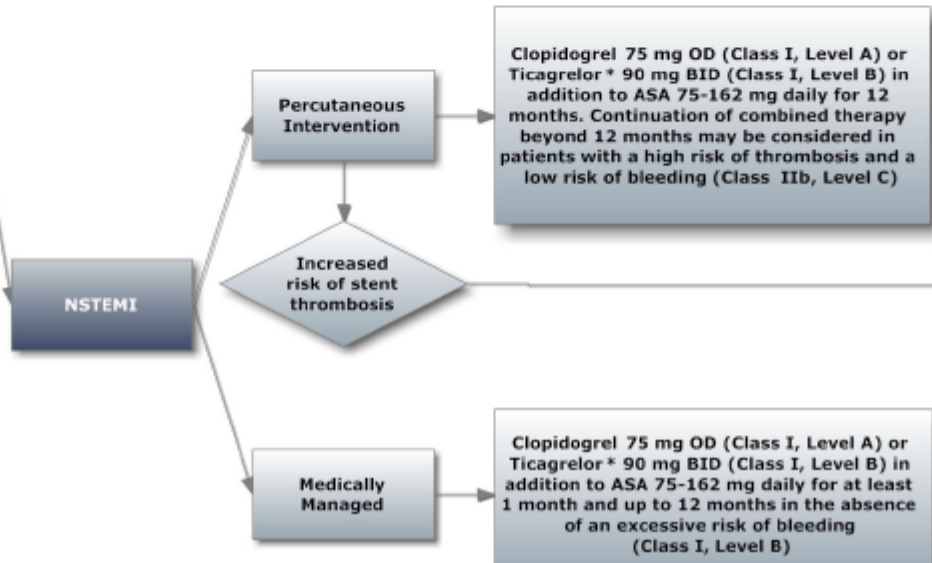 Clopidogrel 75 mg OD (Class I, Level A) or
Ticagrelor* 90 mg BID (Class I, Level B) in
addition to ASA 75-162 mg daily for 12
months. Continuation of combined therapy
beyond 12 months may be considered in
patients with a high risk of thrombosis and a
low risk of bleeding (Class IIb, Level C)
Percutaneous
Intervention
Increased
risk of stent
thrombosis
NSTEMI
Medically
Managed
Clopidogrel 75 mg OD (Class I, Level A) or
Ticagrelor* 90 mg BID (Class I, Level B) in
addition to ASA 75-162 mg daily for at least
1 month and up to 12 months in the absence
of an excessive risk of bleeding
(Class I, Level B)